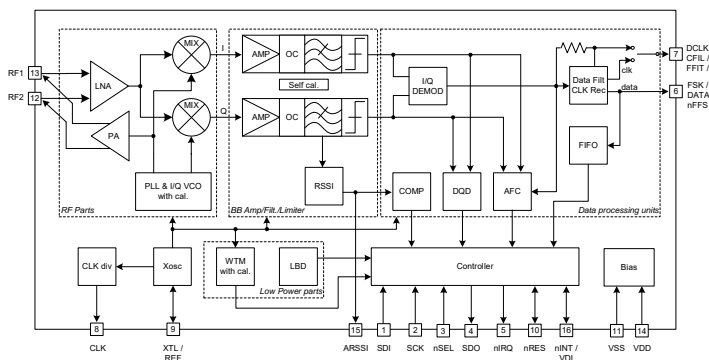 MIX
I
AMP
OC
RF1
13
LNA
Self cal.
I/Q
DEMOD
Data Filt
CLK Rec
clk
data
7
DCLK
CFIL /
FFIT /
RF2
12
MIX
Q
AMP
OC
6
FSK /
DATA
nFFS
PA
FIFO
PLL & I/Q VCO
with cal.
RSSI
COMP
DQD
AFC
RF Parts
BB Amp/Filt./Limiter
Data processing units
CLK div
Xosc
WTM
with cal.
LBD
Low Power parts
Controller
Bias
8
9
15
1
2
3
4
5
10
16
11
14
CLK
XTL /
REF
ARSSI
SDI
SCK
nSEL
SDO
nIRQ
nRES
nINT /
VDI
VSS
VDD